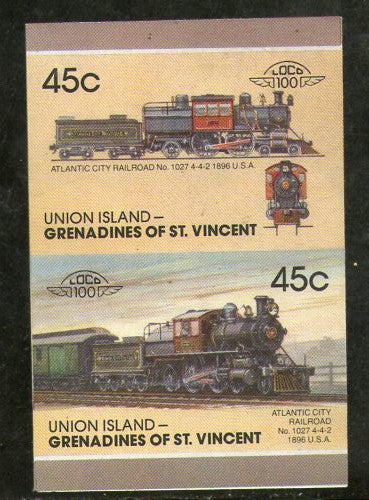 45c
LOCO
100
ATLANTIC CITY RAILROAD No. 1027 4-4-2 1896 U.S.A.
UNION ISLAND—
GRENADINES OF ST. VINCENT
LOCO
100
45c
UNION ISLAND—
GRENADINES OF ST. VINCENT
ATLANTIC CITY
RAILROAD
No. 1027 4-4-2
1896 U.S.A.